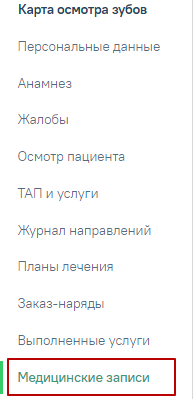 Карта осмотра зубов
Персональные данные
Анамнез
Жалобы
Осмотр пациента
ТАП и услуги
Журнал направлений
Планы лечения
Заказ-наряды
Выполненные услуги
Медицинские записи